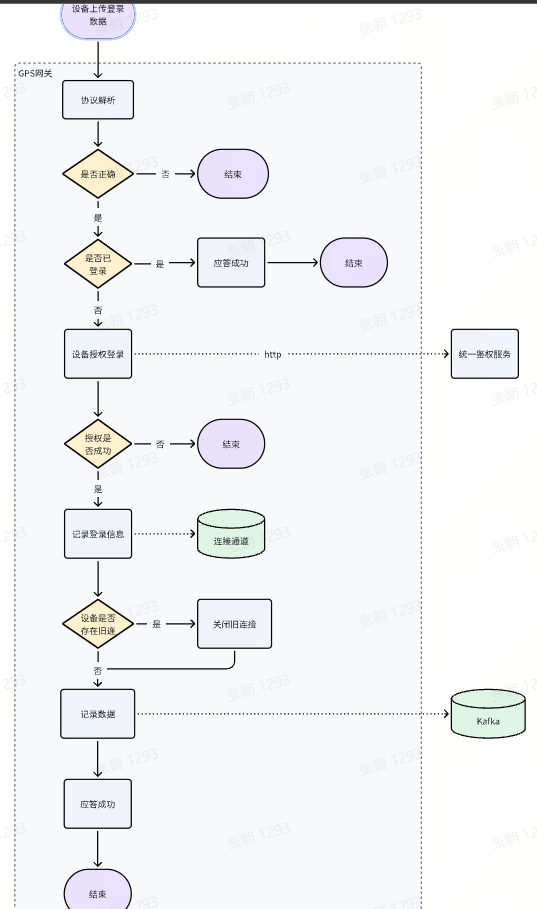 设备上传登录
数据
GPS网关
协议解析
是否正确
否
结束
是
是否已
登录
是
应答成功
结束
否
设备授权登录
http
统一鉴权服务
授权是
否成功
否
结束
是
记录登录信息
连接通道
设备是否
存在旧连
是
关闭旧连接
否
记录数据
Kafka
应答成功
结束
张朝 1293